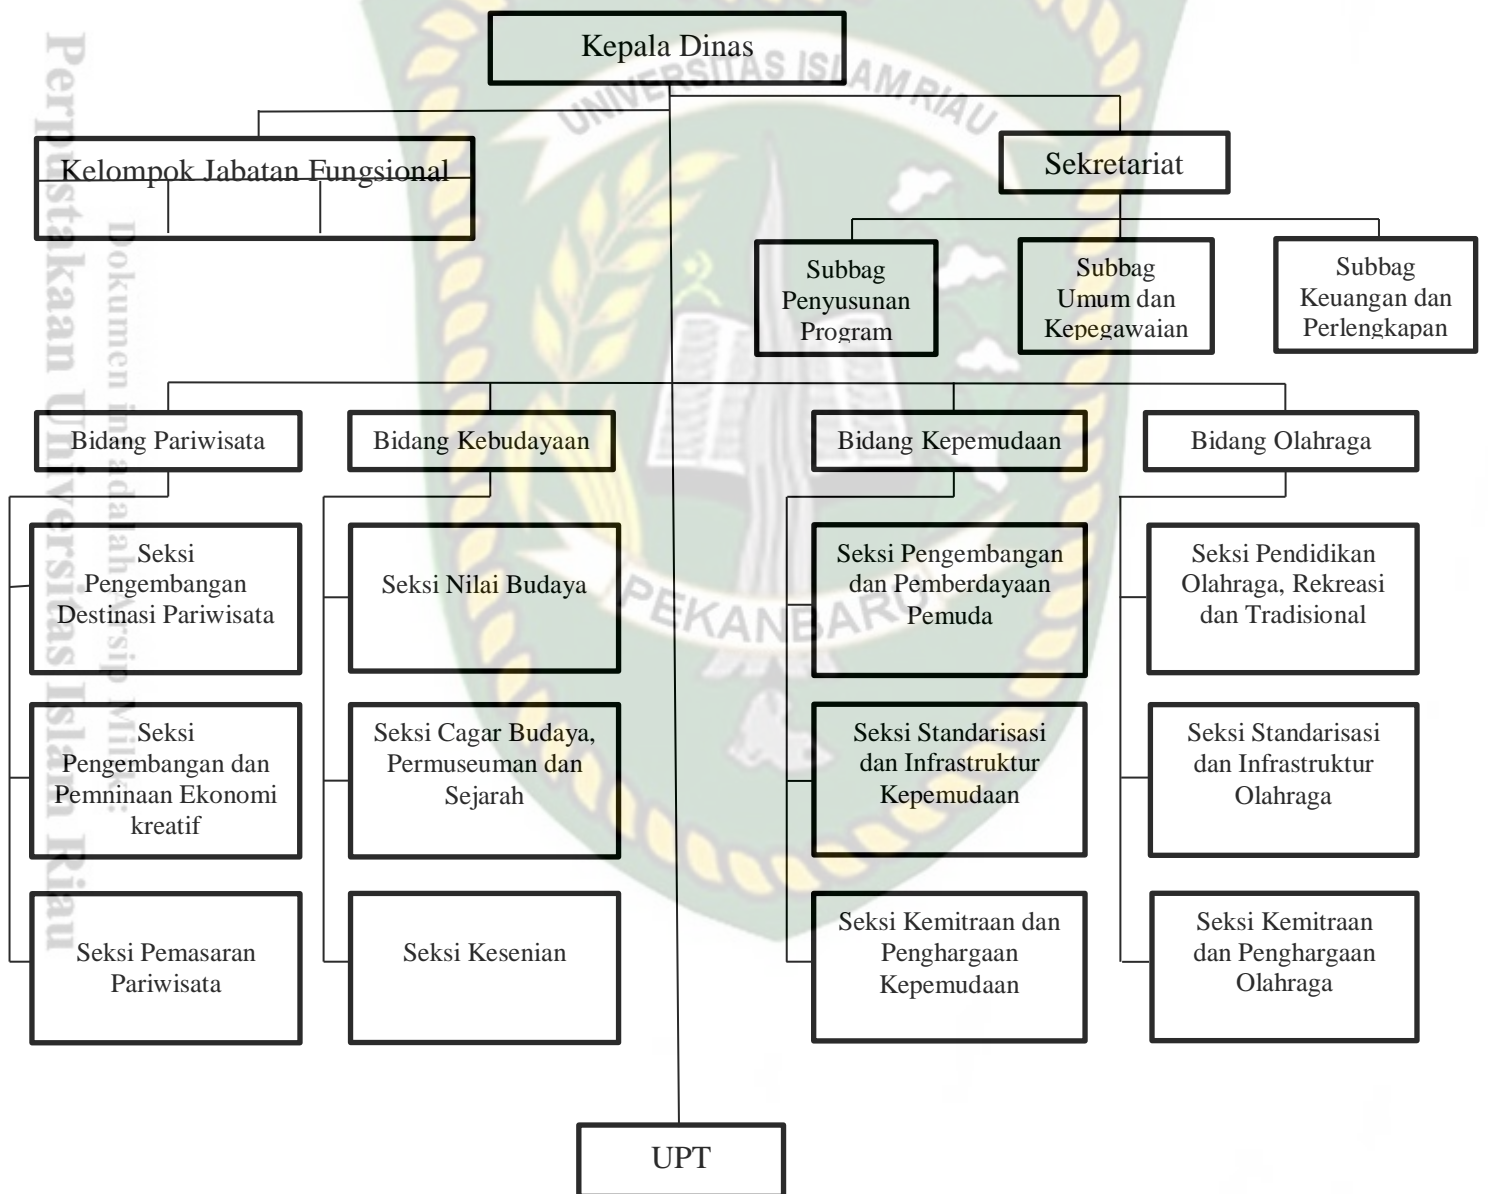 Kepala Dinas
UNIVERSITAS ISLAM RIAU
Kelompok Jabatan Fungsional
Sekretariat
Subbag
Penyusunan
Program
Subbag
Umum dan
Kepegawaian
Subbag
Keuangan dan
Perlengkapan
Bidang Pariwisata
Bidang Kebudayaan
Bidang Kepemudaan
Bidang Olahraga
Seksi
Pengembangan
Destinasi Pariwisata
Seksi Nilai Budaya
Seksi Pengembangan
dan Pemberdayaan
Pemuda
Seksi Pendidikan
Olahraga, Rekreasi
dan Tradisional
PEKANBARU
Seksi
Pengembangan dan
Pemninaan Ekonomi
kreatif
Seksi Cagar Budaya,
Permuseuman dan
Sejarah
Seksi Standarisasi
dan Infrastruktur
Kepemudaan
Seksi Standarisasi
dan Infrastruktur
Olahraga
Seksi Pemasaran
Pariwisata
Seksi Kesenian
Seksi Kemitraan dan
Penghargaan
Kepemudaan
Seksi Kemitraan
dan Penghargaan
Olahraga
UPT
Dokumen ini adalah Arsip Milik :
Perpustakaan Universitas Islam Riau